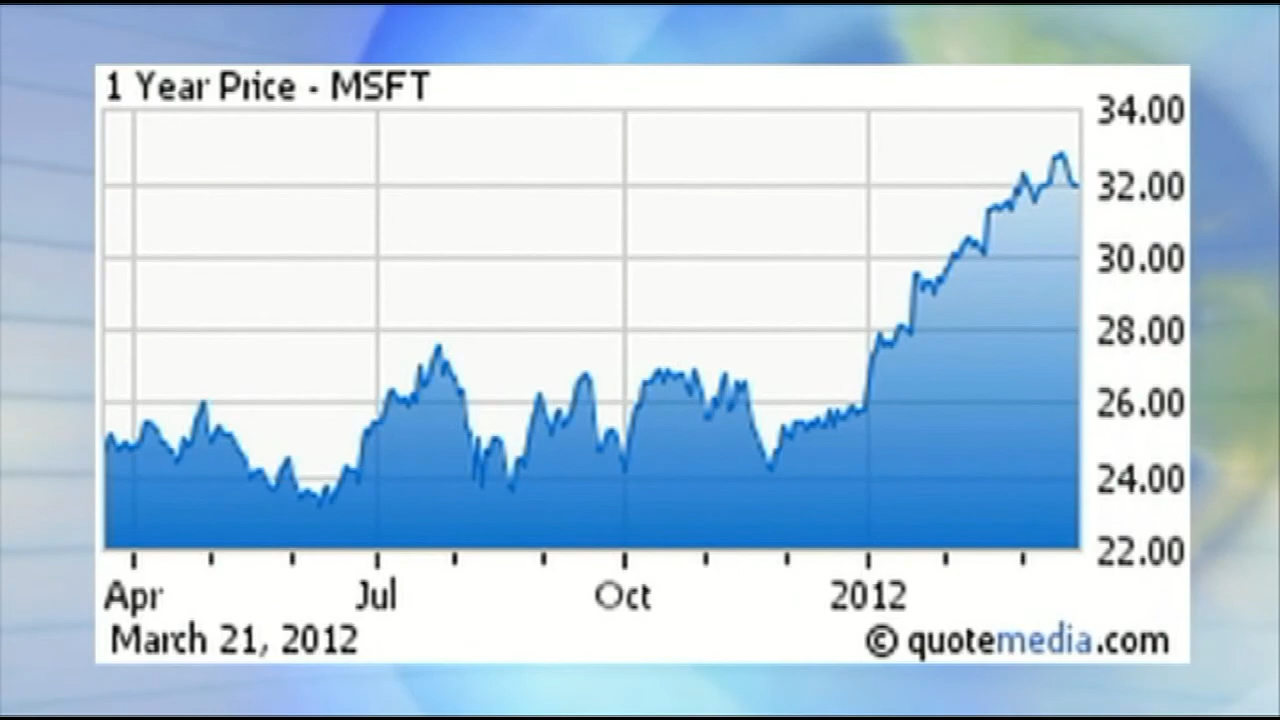 1 Year Price - MSFT
34.00
32.00
30.00
28.00
26.00
24.00
22.00
Apr Jul Oct 2012
March 21, 2012 © quotemedia.com